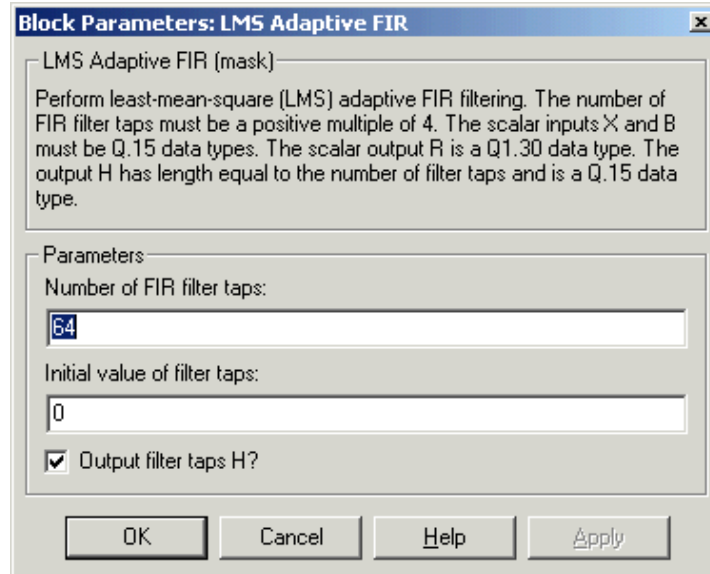 Block Parameters: LMS Adaptive FIR
LMS Adaptive FIR (mask)
Perform least-mean-square (LMS) adaptive FIR filtering. The number of
FIR filter taps must be a positive multiple of 4. The scalar inputs X and B
must be Q.15 data types. The scalar output R is a Q1.30 data type. The
output H has length equal to the number of filter taps and is a Q.15 data
type.
Parameters
Number of FIR filter taps:
64
Initial value of filter taps:
0
Output filter taps H?
OK Cancel Help Apply